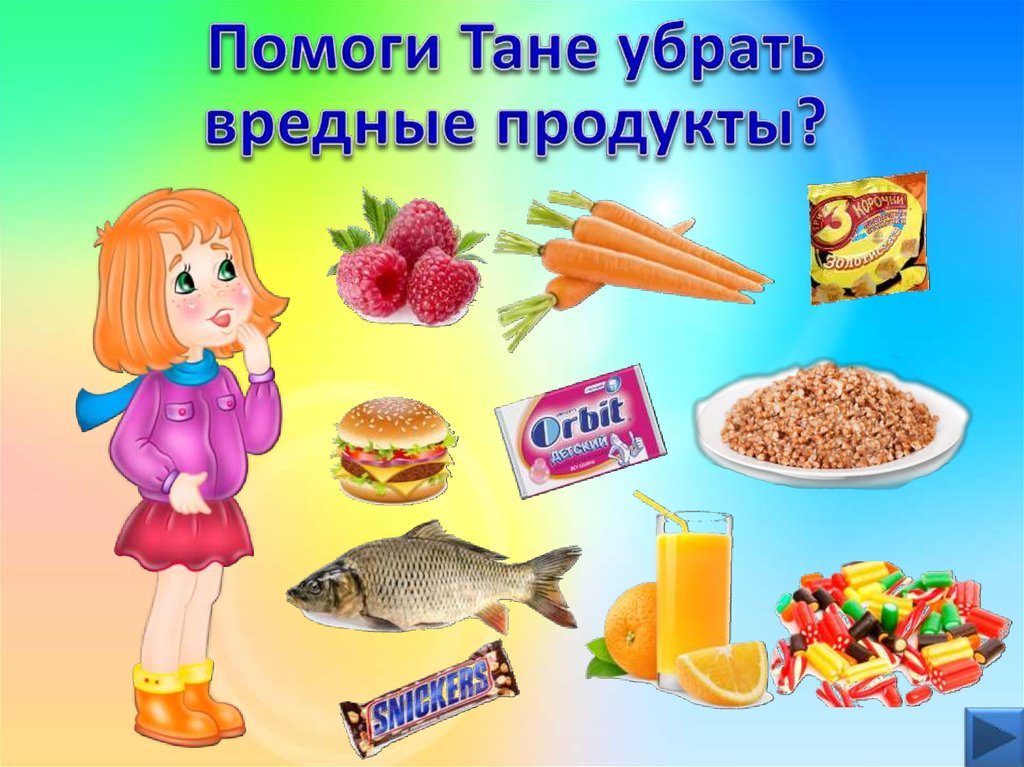 Помоги Тане убрать
вредные продукты?
3
КОРОЧКИ
Orbit
ДЕТСКИЙ
SNICKERS